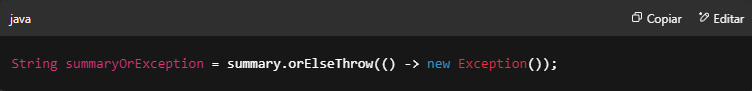 java Copiar Editar
String summaryOrException = summary.orElseThrow(() -> new Exception());